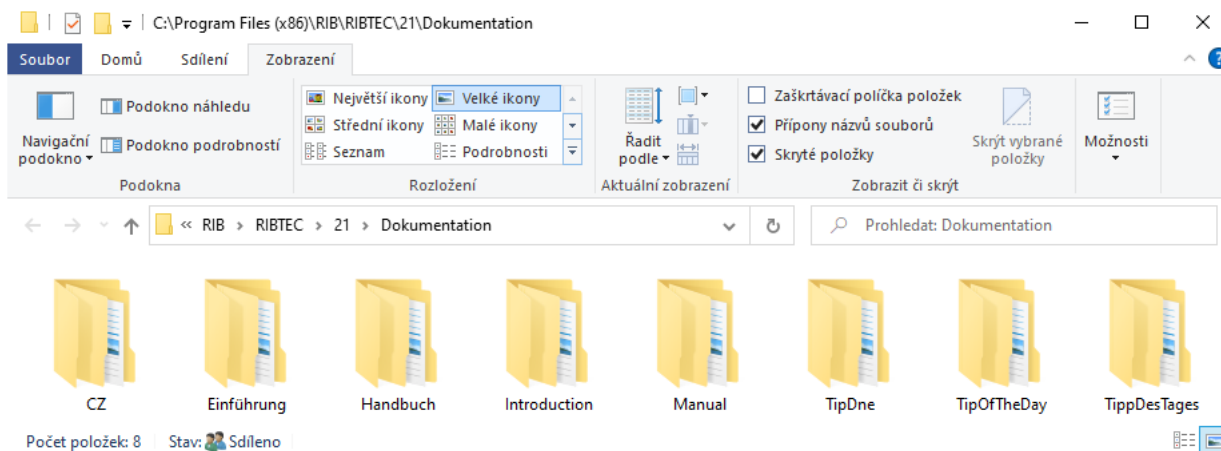 C:\Program Files (x86)\RIB\RIBTEC\21\Dokumentation
Soubor Domů Sdílení Zobrazení
Navigační podokno
Podokno náhledu
Podokno podrobností
Podokna
Největší ikony Velké ikony
Střední ikony Malé ikony
Seznam Podrobnosti
Rozložení
Řadit podle
Aktuální zobrazení
Zaškrtávací políčka položek
Přípony názvů souborů
Skryté položky
Skrýt vybrané položky
Zobrazit či skrýt
Možnosti
« RIB > RIBTEC > 21 > Dokumentation
Prohledat: Dokumentation
CZ Einführung Handbuch Introduction Manual TipDne TipOfTheDay TippDesTages
Počet položek: 8 Stav: Sdíleno